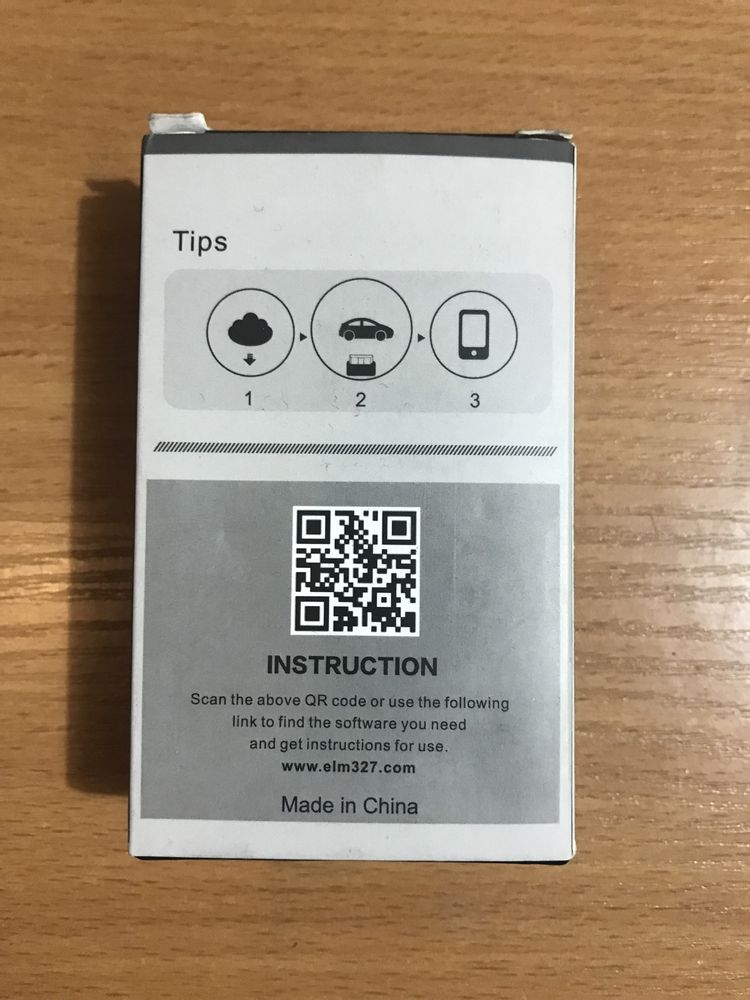 Tips
1 2 3
INSTRUCTION
Scan the above QR code or use the following
link to find the software you need
and get instructions for use.
www.elm327.com
Made in China